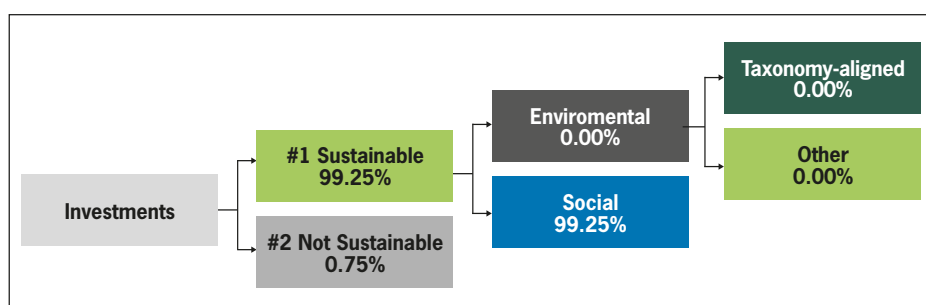 Investments
#1 Sustainable
99.25%
#2 Not Sustainable
0.75%
Enviromental
0.00%
Social
99.25%
Taxonomy-aligned
0.00%
Other
0.00%